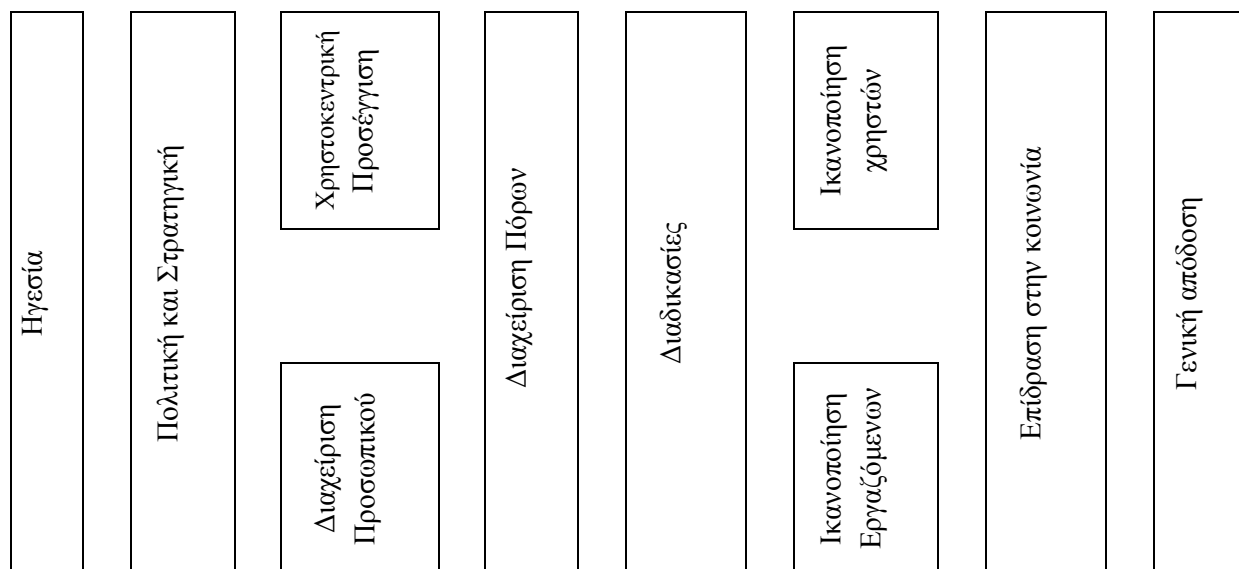 Ηγεσία
Πολιτική και Στρατηγική
Χρηστοκεντρική
Προσέγγιση
Διαχείριση
Προσωπικού
Διαχείριση Πόρων
Διαδικασίες
Ικανοποίηση
χρηστών
Ικανοποίηση
Εργαζόμενων
Επίδραση στην κοινωνία
Γενική απόδοση